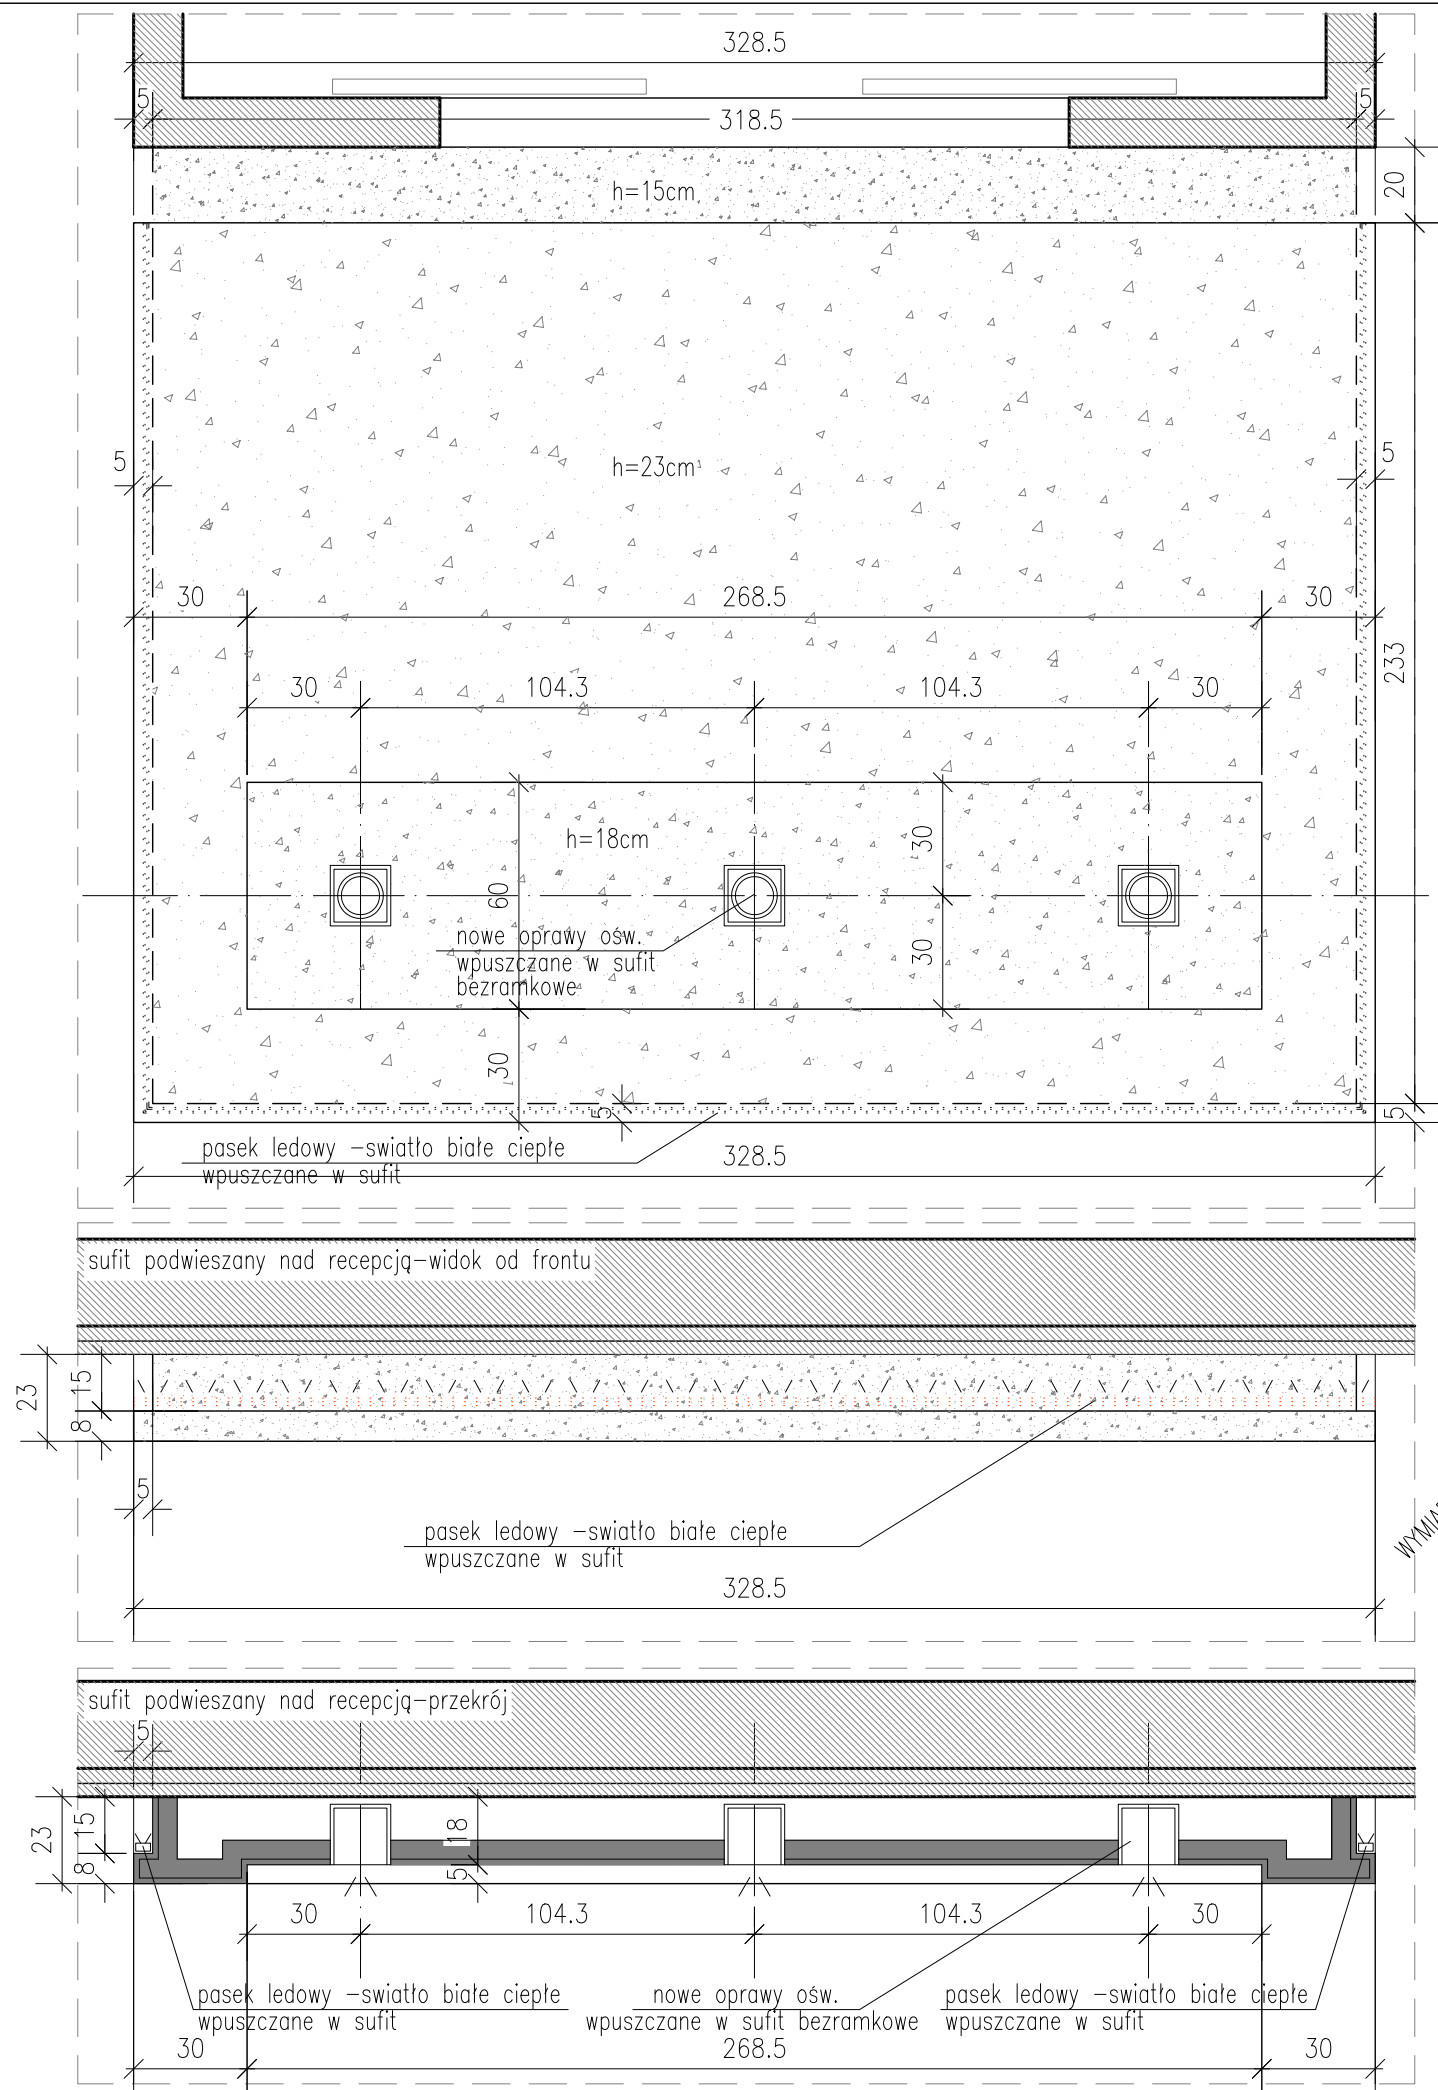 328.5
5
318.5
5
h=15cm
20
h=23cm
5
5
30
268.5
30
233
30
104.3
104.3
30
h=18cm
30
60
nowe oprawy ośw.
wpuszczane w sufit
bezramkowe
30
30
5
5
pasek ledowy -swiatło białe ciepłe
wpuszczane w sufit
328.5
sufit podwieszany nad recepcją-widok od frontu
23
15
8
5
pasek ledowy -swiatło białe ciepłe
wpuszczane w sufit
328.5
sufit podwieszany nad recepcją-przekrój
5
23
15
8
18
5
30
104.3
104.3
30
pasek ledowy -swiatło białe ciepłe
wpuszczane w sufit
nowe oprawy ośw.
wpuszczane w sufit bezramkowe
pasek ledowy -swiatło białe ciepłe
wpuszczane w sufit
30
268.5
30